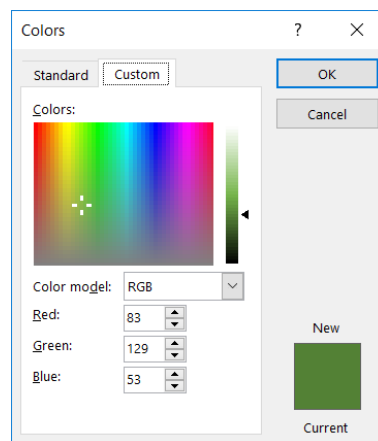 Colors ?
Standard Custom OK
Colors: Cancel
Color model: RGB
Red: 83
Green: 129
Blue: 53
New
Current